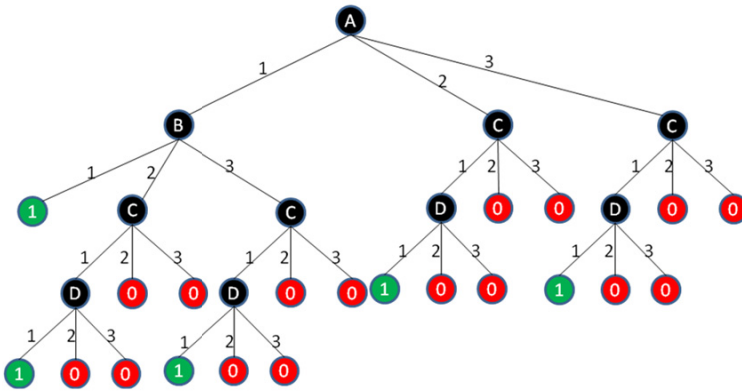 A
1 2 3
B C C
1 2 3 1 2 3 1 2 3
1 C C D 0 0 D 0 0
1 2 3 1 2 3 1 2 3 1 2 3
D 0 0 D 0 0 1 0 0 1 0 0
1 2 3 1 2 3
1 0 0 1 0 0